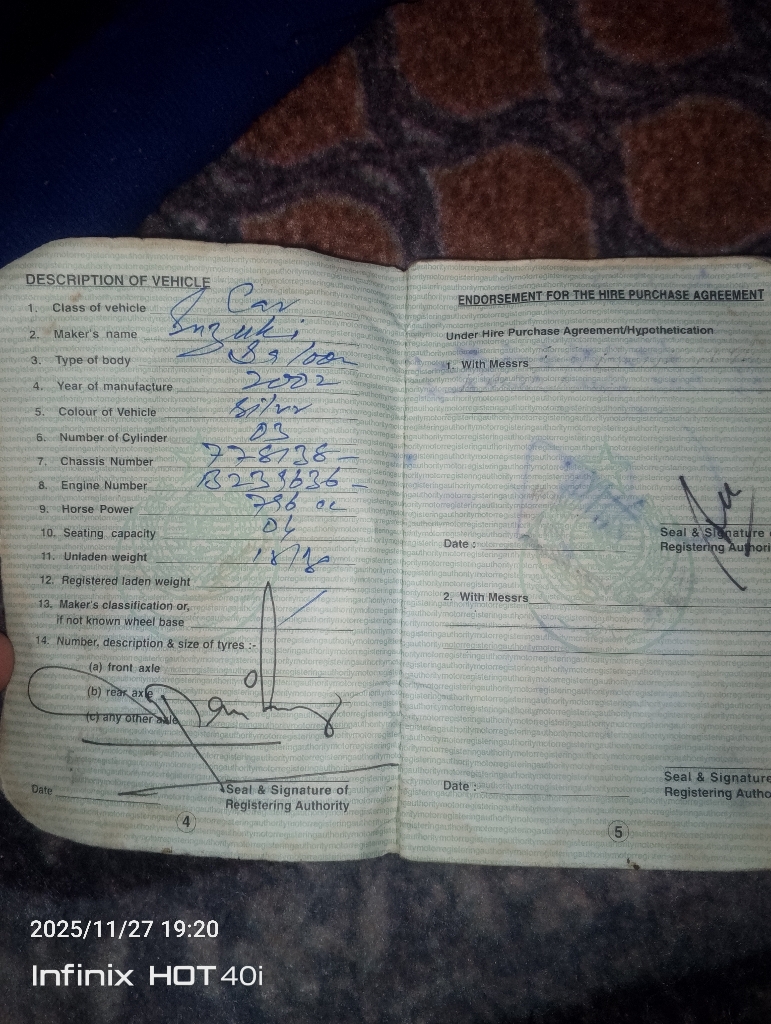 DESCRIPTION OF VEHICLE
1. Class of vehicle Car
2. Maker's name Suzuki
3. Type of body Saloon
4. Year of manufacture 2002
5. Colour of Vehicle Silver
6. Number of Cylinder 03
7. Chassis Number 778138-
8. Engine Number B239636-
9. Horse Power 796 cc
10. Seating capacity 04
11. Unladen weight
12. Registered laden weight
13. Maker's classification or,
if not known wheel base
14. Number, description & size of tyres :-
(a) front axle
(b) rear axle
(c) any other axle
Date
Seal & Signature of
Registering Authority
4
ENDORSEMENT FOR THE HIRE PURCHASE AGREEMENT
Under Hire Purchase Agreement/Hypothetication
1. With Messrs
Date :
Seal & Signature
Registering Authori
2. With Messrs
Date :
Seal & Signature
Registering Autho
5
2025/11/27 19:20
Infinix HOT 40i